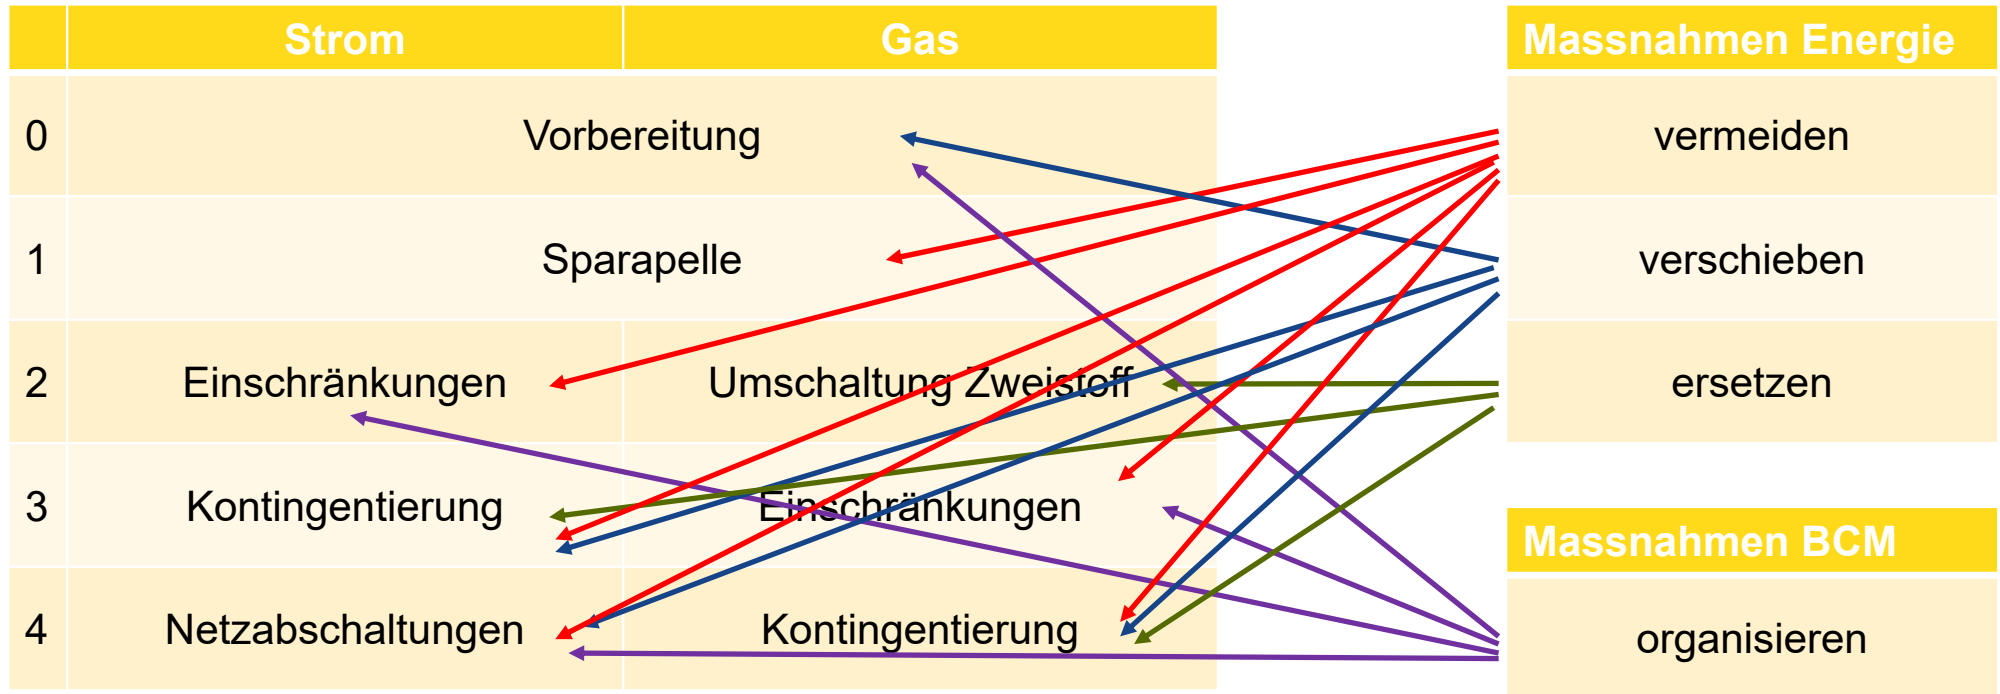 Strom Gas Massnahmen Energie
0 Vorbereitung vermeiden
1 Sparapelle verschieben
2 Einschränkungen Umschaltung Zweistoff ersetzen
3 Kontingentierung Einschränkungen
Massnahmen BCM
4 Netzabschaltungen Kontingentierung organisieren